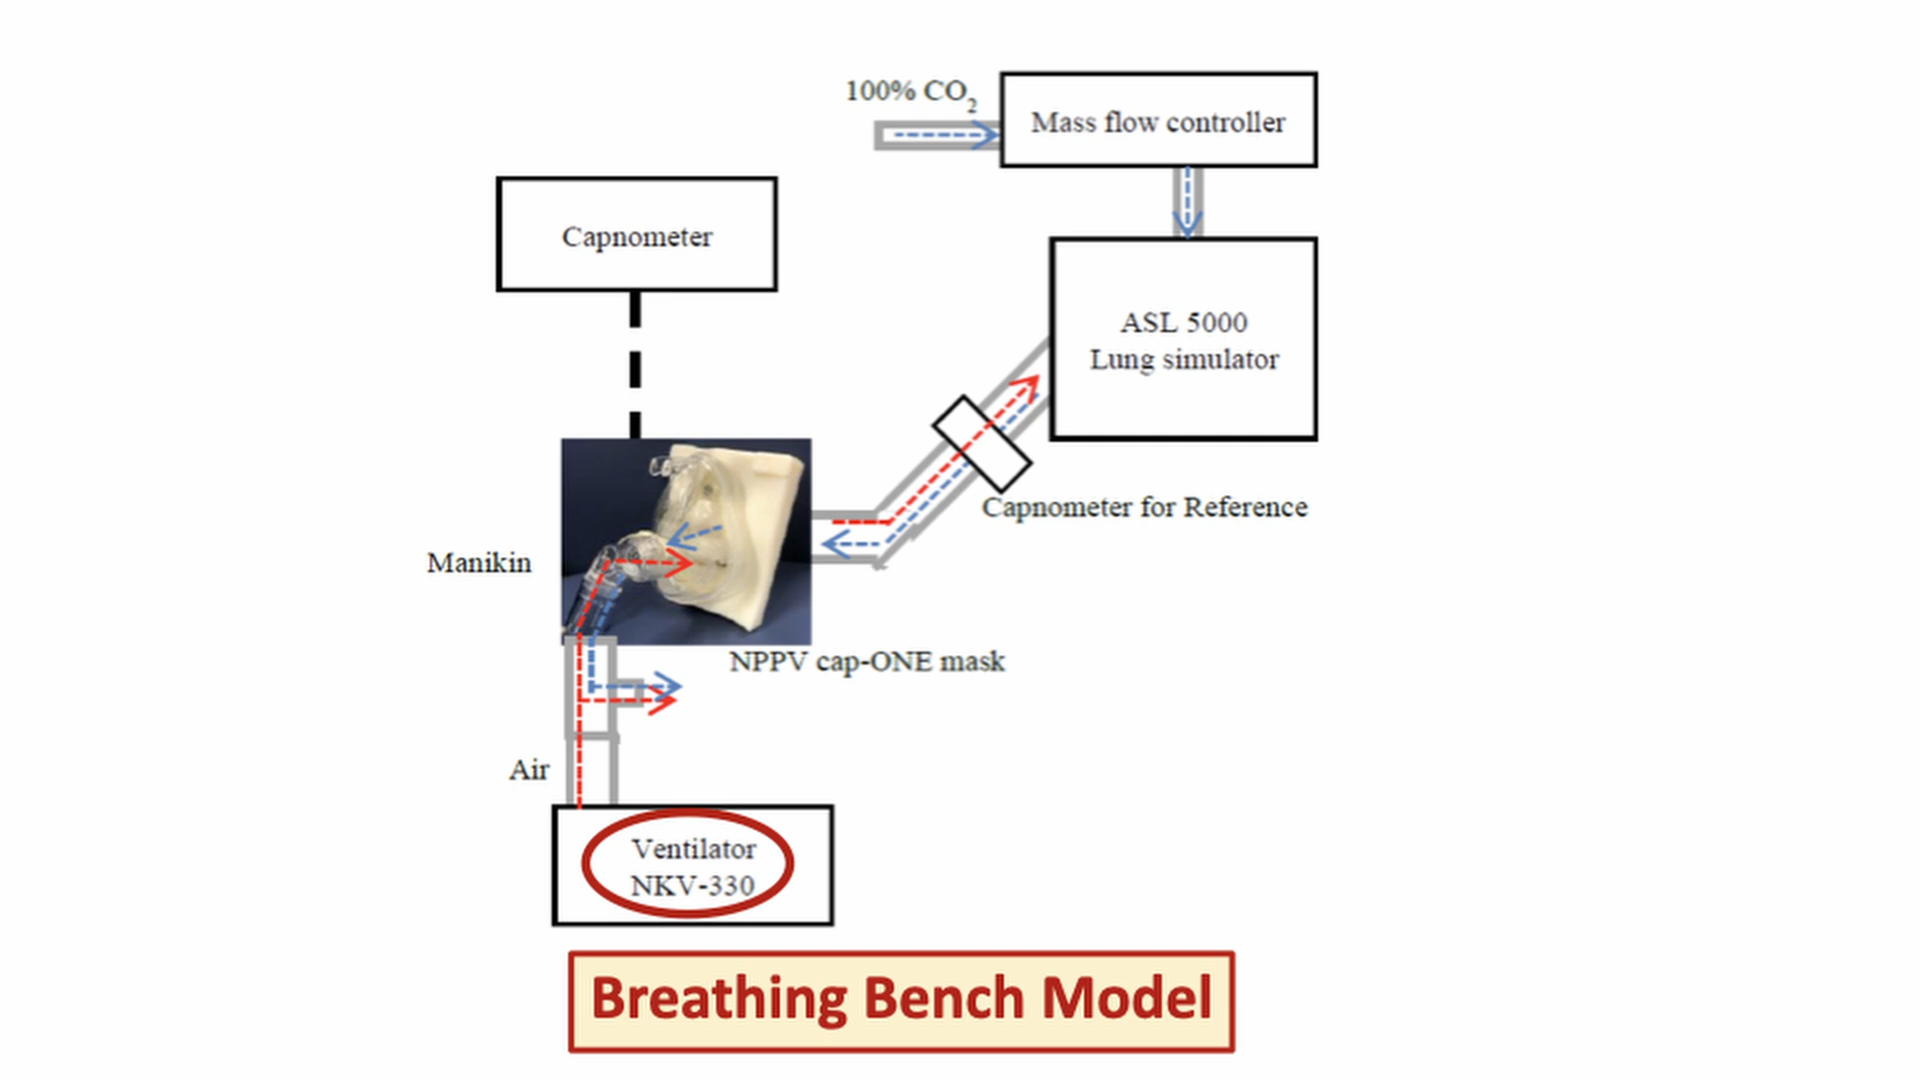 100% CO2
Mass flow controller
Capnometer
ASL 5000
Lung simulator
Capnometer for Reference
Manikin
NPPV cap-ONE mask
Air
Ventilator
NKV-330
Breathing Bench Model